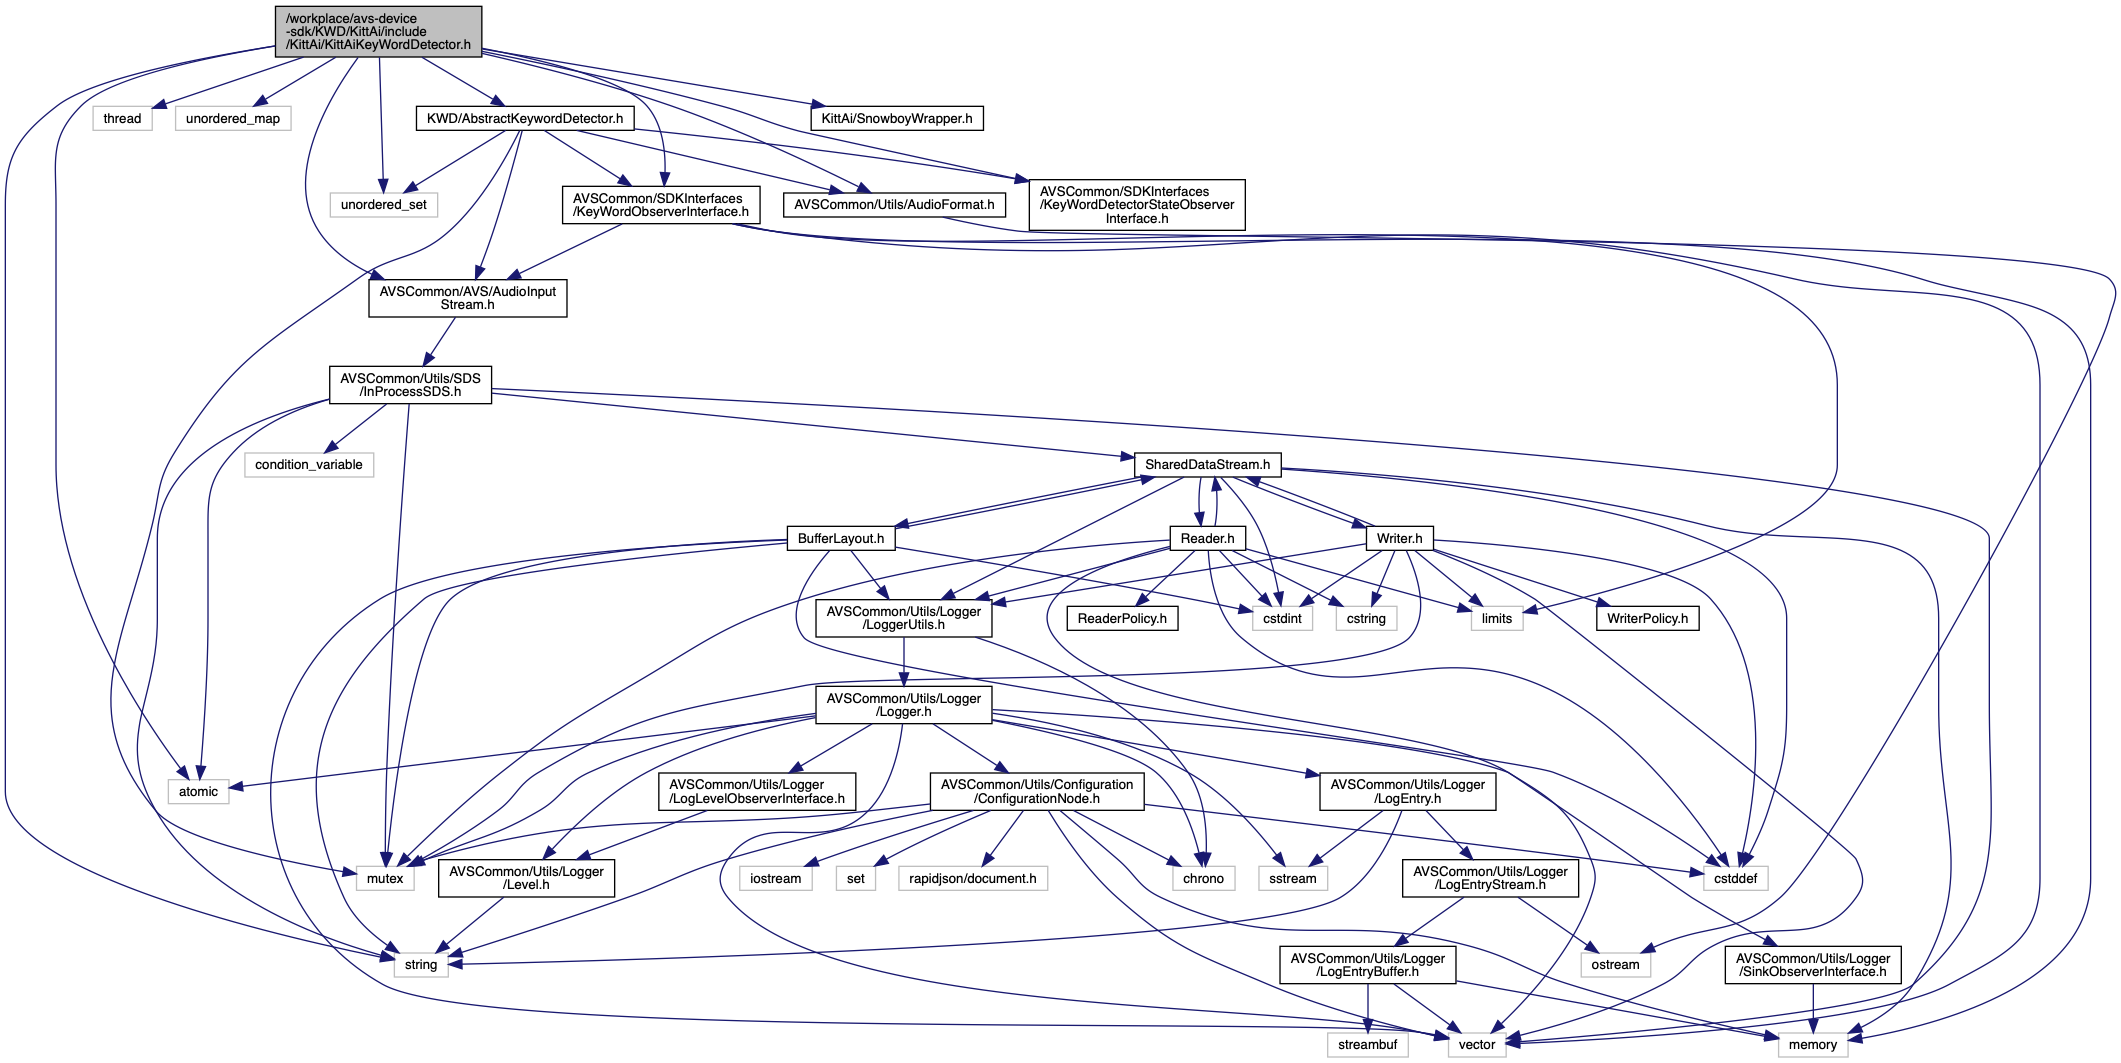 /workplace/avs-device
-sdk/KWD/KittAi/include
/KittAi/KittAiKeyWordDetector.h
thread
unordered_map
KWD/AbstractKeywordDetector.h
KittAi/SnowboyWrapper.h
unordered_set
AVSCommon/SDKInterfaces
/KeyWordObserverInterface.h
AVSCommon/Utils/AudioFormat.h
AVSCommon/SDKInterfaces
/KeyWordDetectorStateObserver
Interface.h
AVSCommon/AVS/AudioInput
Stream.h
AVSCommon/Utils/SDS
/InProcessSDS.h
condition_variable
SharedDataStream.h
BufferLayout.h
Reader.h
Writer.h
AVSCommon/Utils/Logger
/LoggerUtils.h
ReaderPolicy.h
cstdint
cstring
limits
WriterPolicy.h
AVSCommon/Utils/Logger
/Logger.h
atomic
AVSCommon/Utils/Logger
/LogLevelObserverInterface.h
AVSCommon/Utils/Configuration
/ConfigurationNode.h
AVSCommon/Utils/Logger
/LogEntry.h
mutex
AVSCommon/Utils/Logger
/Level.h
iostream
set
rapidjson/document.h
chrono
sstream
AVSCommon/Utils/Logger
/LogEntryStream.h
cstddef
string
AVSCommon/Utils/Logger
/LogEntryBuffer.h
ostream
AVSCommon/Utils/Logger
/SinkObserverInterface.h
streambuf
vector
memory